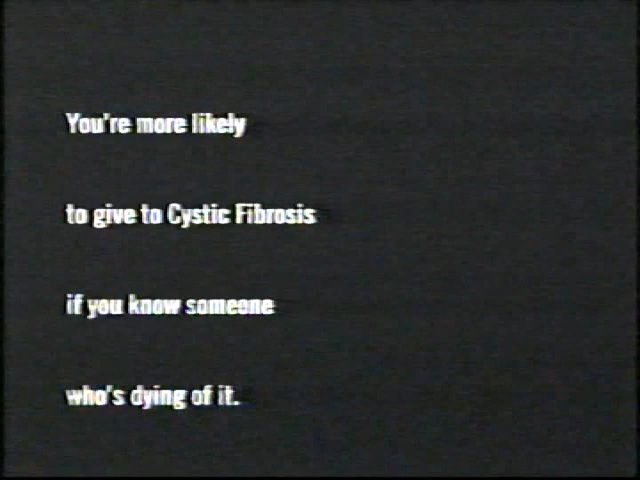 You're more likely
to give to Cystic Fibrosis
if you know someone
who's dying of it.